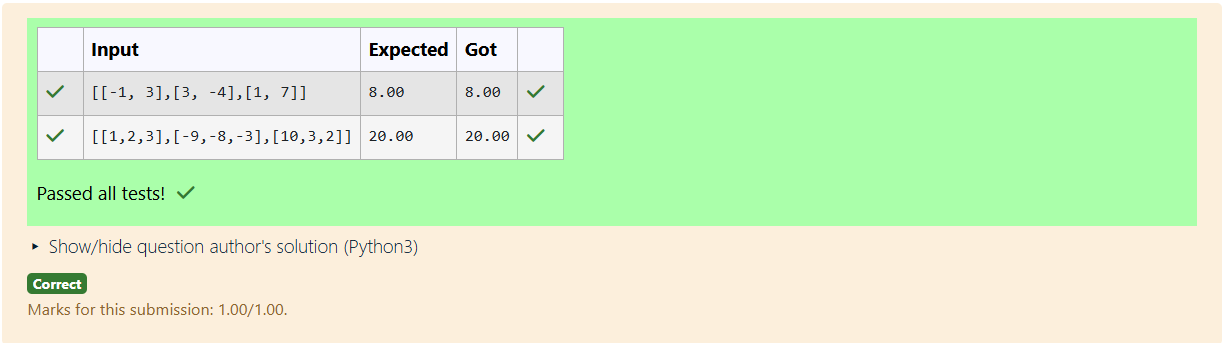 Input Expected Got
[[-1, 3],[3, -4],[1, 7]] 8.00 8.00
[[1,2,3],[-9,-8,-3],[10,3,2]] 20.00 20.00
Passed all tests!
Show/hide question author's solution (Python3)
Correct
Marks for this submission: 1.00/1.00.